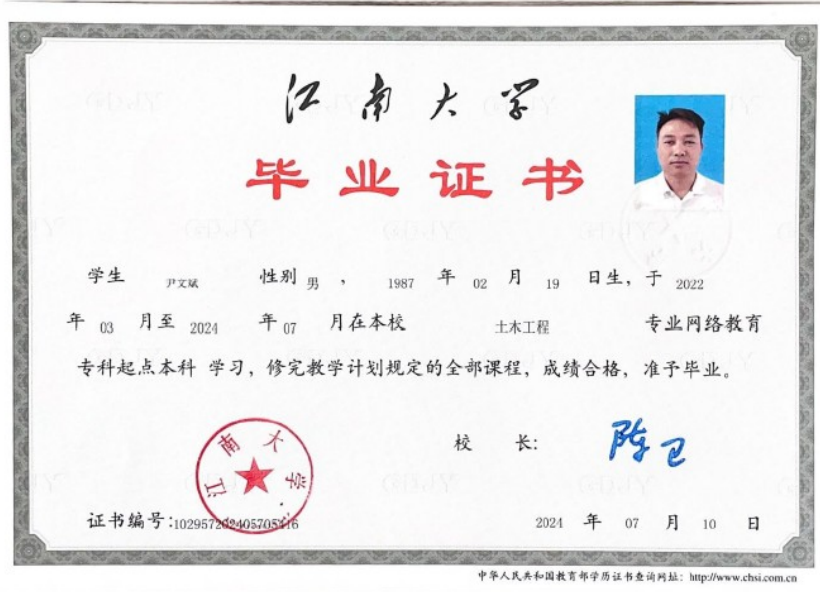 江南大学
毕业证书
学生 尹文斌 性别 男 , 1987 年 02 月 19 日生, 于 2022
年 03 月至 2024 年 07 月在本校 土木工程 专业网络教育
专科起点本科 学习, 修完教学计划规定的全部课程, 成绩合格, 准予毕业。
江南大学
校 长: 陈卫
证书编号:
2024 年 07 月 10 日
中华人民共和国教育部学历证书查询网址: http://www.chsi.com.cn